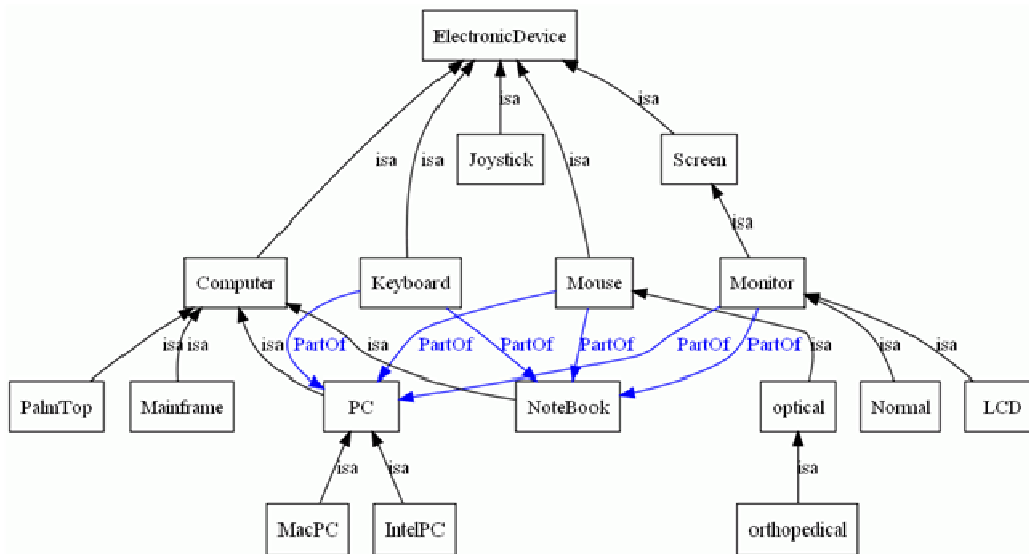 ElectronicDevice
isa
isa
Joystick
Screen
isa
isa
isa
isa
Computer
Keyboard
Mouse
Monitor
isa
isa
isa
PartOf
isa
PartOf
PartOf
PartOf
PartOf
PartOf
isa
isa
isa
PalmTop
Mainframe
PC
NoteBook
optical
Normal
LCD
isa
isa
isa
MacPC
IntelPC
orthopedical